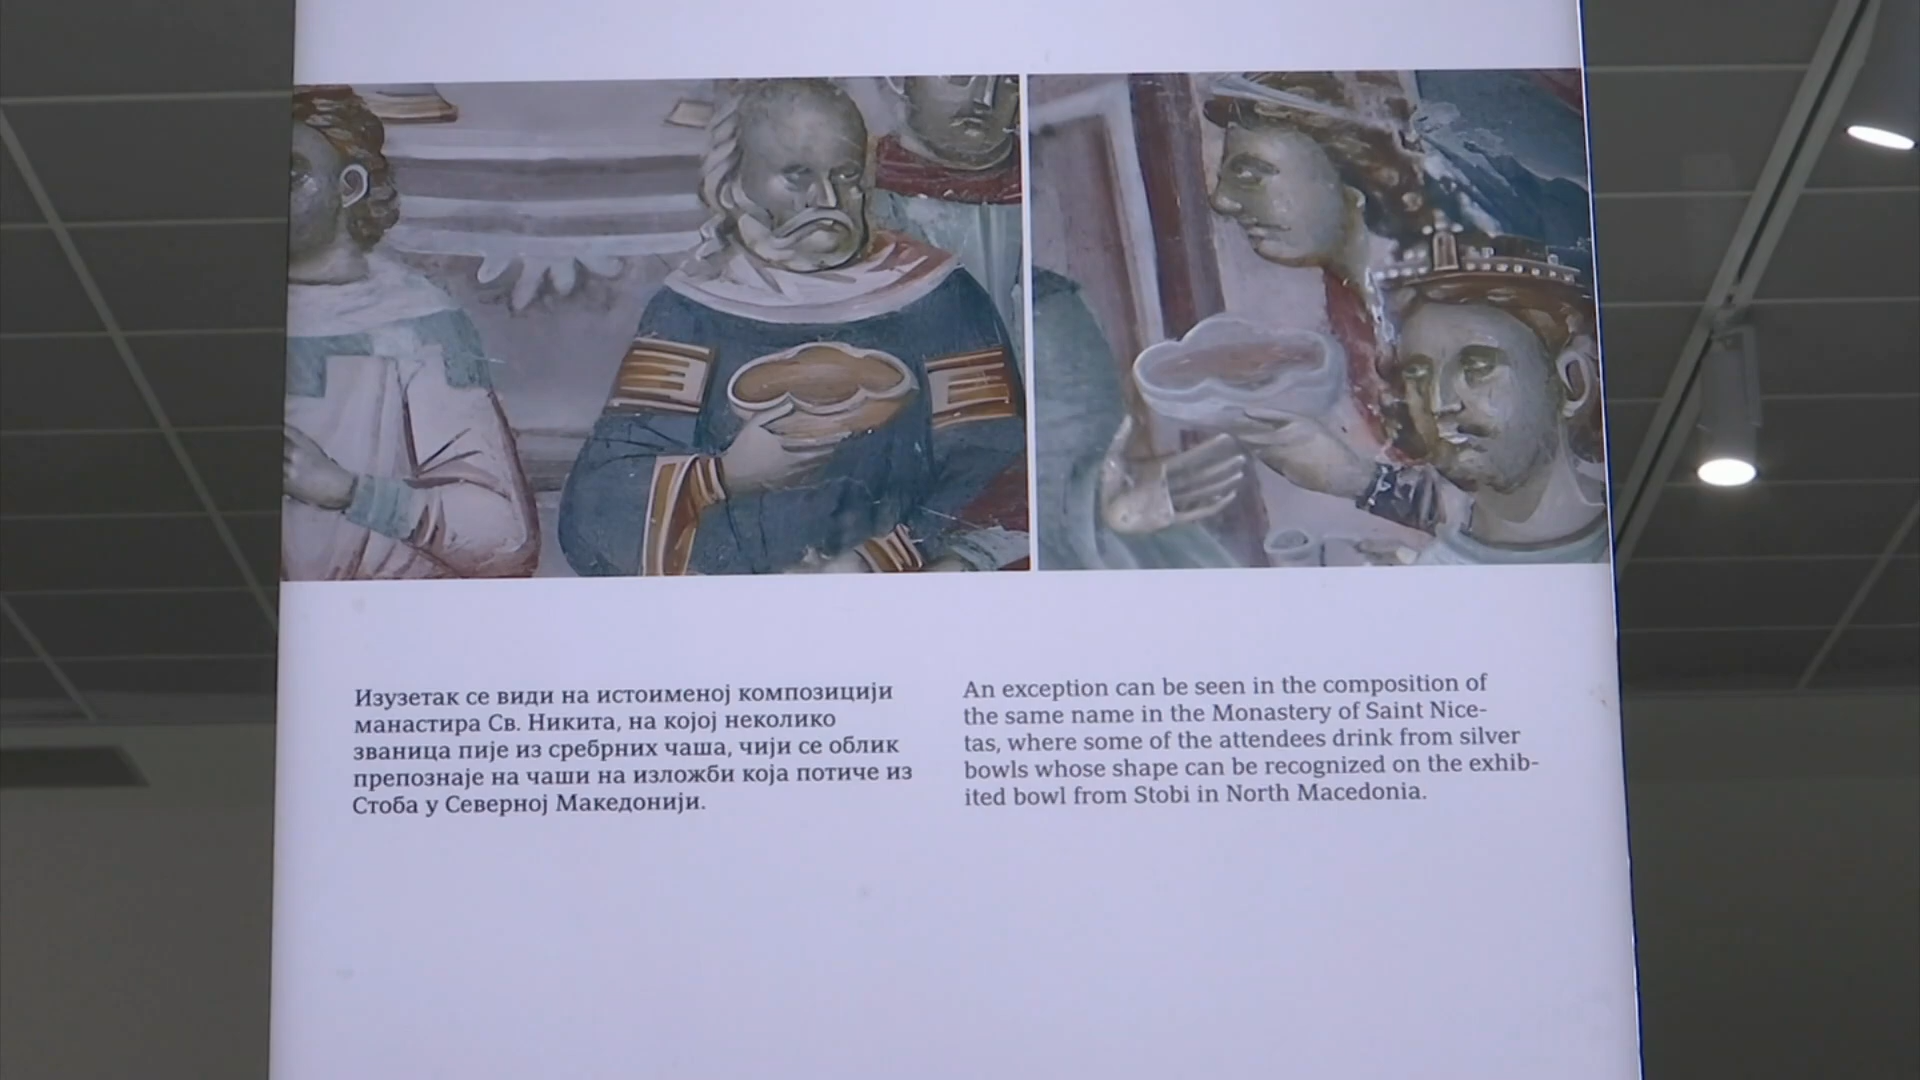 Изузетак се види на истоименој композицији
манастира Св. Никита, на којој неколико
званица пије из сребрних чаша, чији се облик
препознаје на чаши на изложби која потиче из
Стоба у Северној Македонији.
An exception can be seen in the composition of
the same name in the Monastery of Saint Nice-
tas, where some of the attendees drink from silver
bowls whose shape can be recognized on the exhib-
ited bowl from Stobi in North Macedonia.